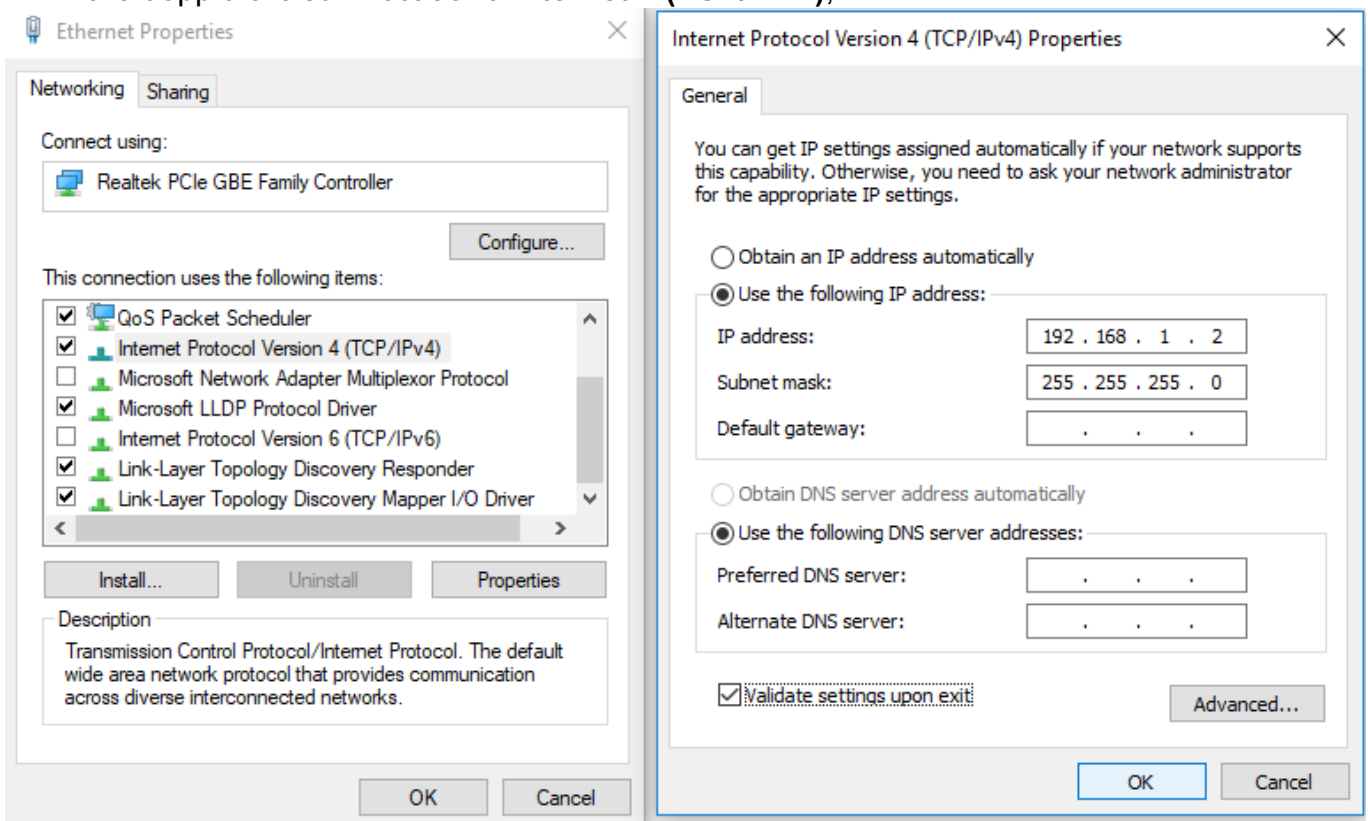 Ethernet Properties
Networking Sharing
Connect using:
Realtek PCIe GBE Family Controller
Configure...
This connection uses the following items:
QoS Packet Scheduler
Internet Protocol Version 4 (TCP/IPv4)
Microsoft Network Adapter Multiplexor Protocol
Microsoft LLDP Protocol Driver
Internet Protocol Version 6 (TCP/IPv6)
Link-Layer Topology Discovery Responder
Link-Layer Topology Discovery Mapper I/O Driver
Install... Uninstall Properties
Description
Transmission Control Protocol/Internet Protocol. The default
wide area network protocol that provides communication
across diverse interconnected networks.
OK Cancel
Internet Protocol Version 4 (TCP/IPv4) Properties
General
You can get IP settings assigned automatically if your network supports
this capability. Otherwise, you need to ask your network administrator
for the appropriate IP settings.
Obtain an IP address automatically
Use the following IP address:
IP address: 192 . 168 . 1 . 2
Subnet mask: 255 . 255 . 255 . 0
Default gateway: . . .
Obtain DNS server address automatically
Use the following DNS server addresses:
Preferred DNS server: . . .
Alternate DNS server: . . .
Validate settings upon exit
Advanced...
OK Cancel